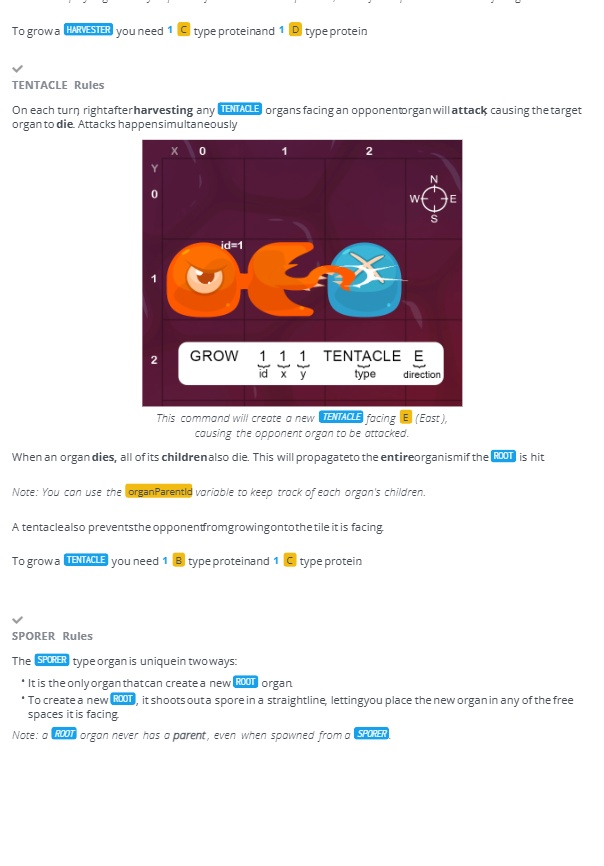 To grow a HARVESTER you need 1 C type protein and 1 D type protein
TENTACLE Rules
On each turn, right after harvesting, any TENTACLE organs facing an opponent organ will attack, causing the target
organ to die. Attacks happen simultaneously
X 0 1 2
Y
0
N
W E
S
id=1
1
2
GROW 1 1 1 TENTACLE E
id x y type direction
This command will create a new TENTACLE facing E (East),
causing the opponent organ to be attacked.
When an organ dies, all of its children also die. This will propagate to the entire organism if the ROOT is hit
Note: You can use the organParentId variable to keep track of each organ's children.
A tentacle also prevents the opponent from growing onto the tile it is facing.
To grow a TENTACLE you need 1 B type protein and 1 C type protein
SPORER Rules
The SPORER type organ is unique in two ways:
• It is the only organ that can create a new ROOT organ.
• To create a new ROOT, it shoots out a spore in a straight line, letting you place the new organ in any of the free
spaces it is facing.
Note: a ROOT organ never has a parent, even when spawned from a SPORER.